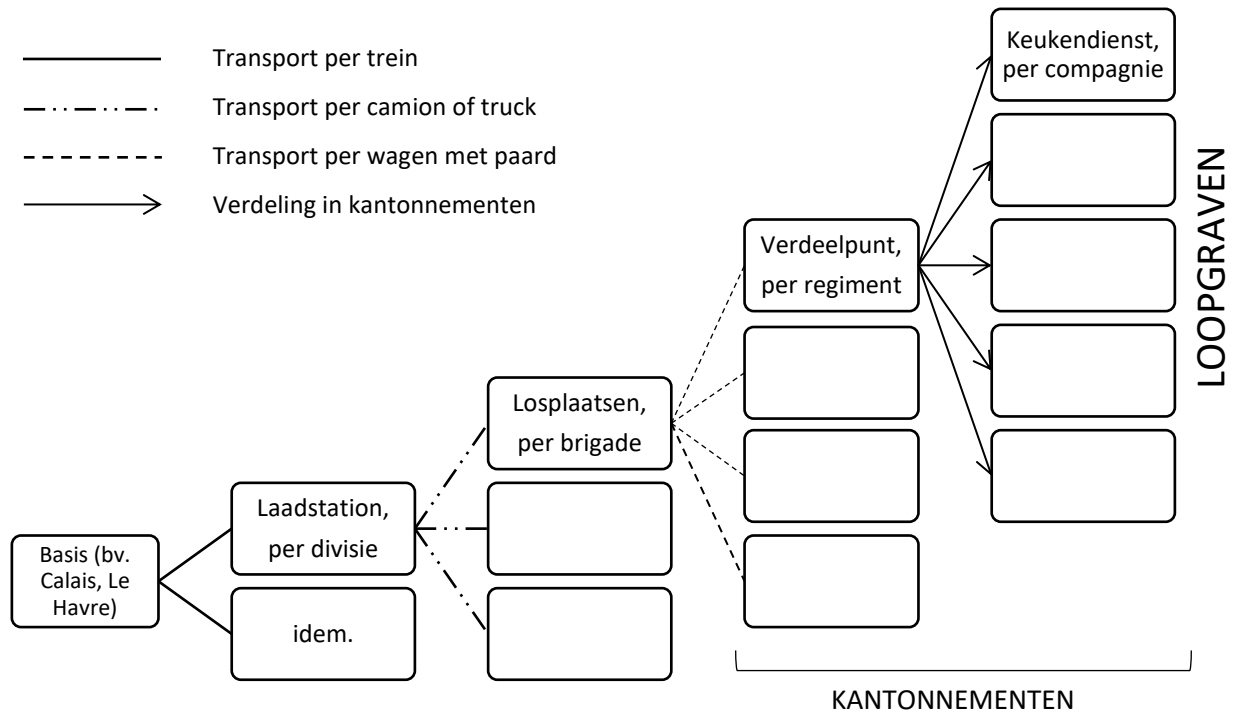 Transport per trein
Transport per camion of truck
Transport per wagen met paard
Verdeling in kantonnementen
Keukendienst,
per compagnie
LOOPGRAVEN
Verdeelpunt,
per regiment
Losplaatsen,
per brigade
Laadstation,
per divisie
Basis (bv.
Calais, Le
Havre)
idem.
KANTONNEMENTEN